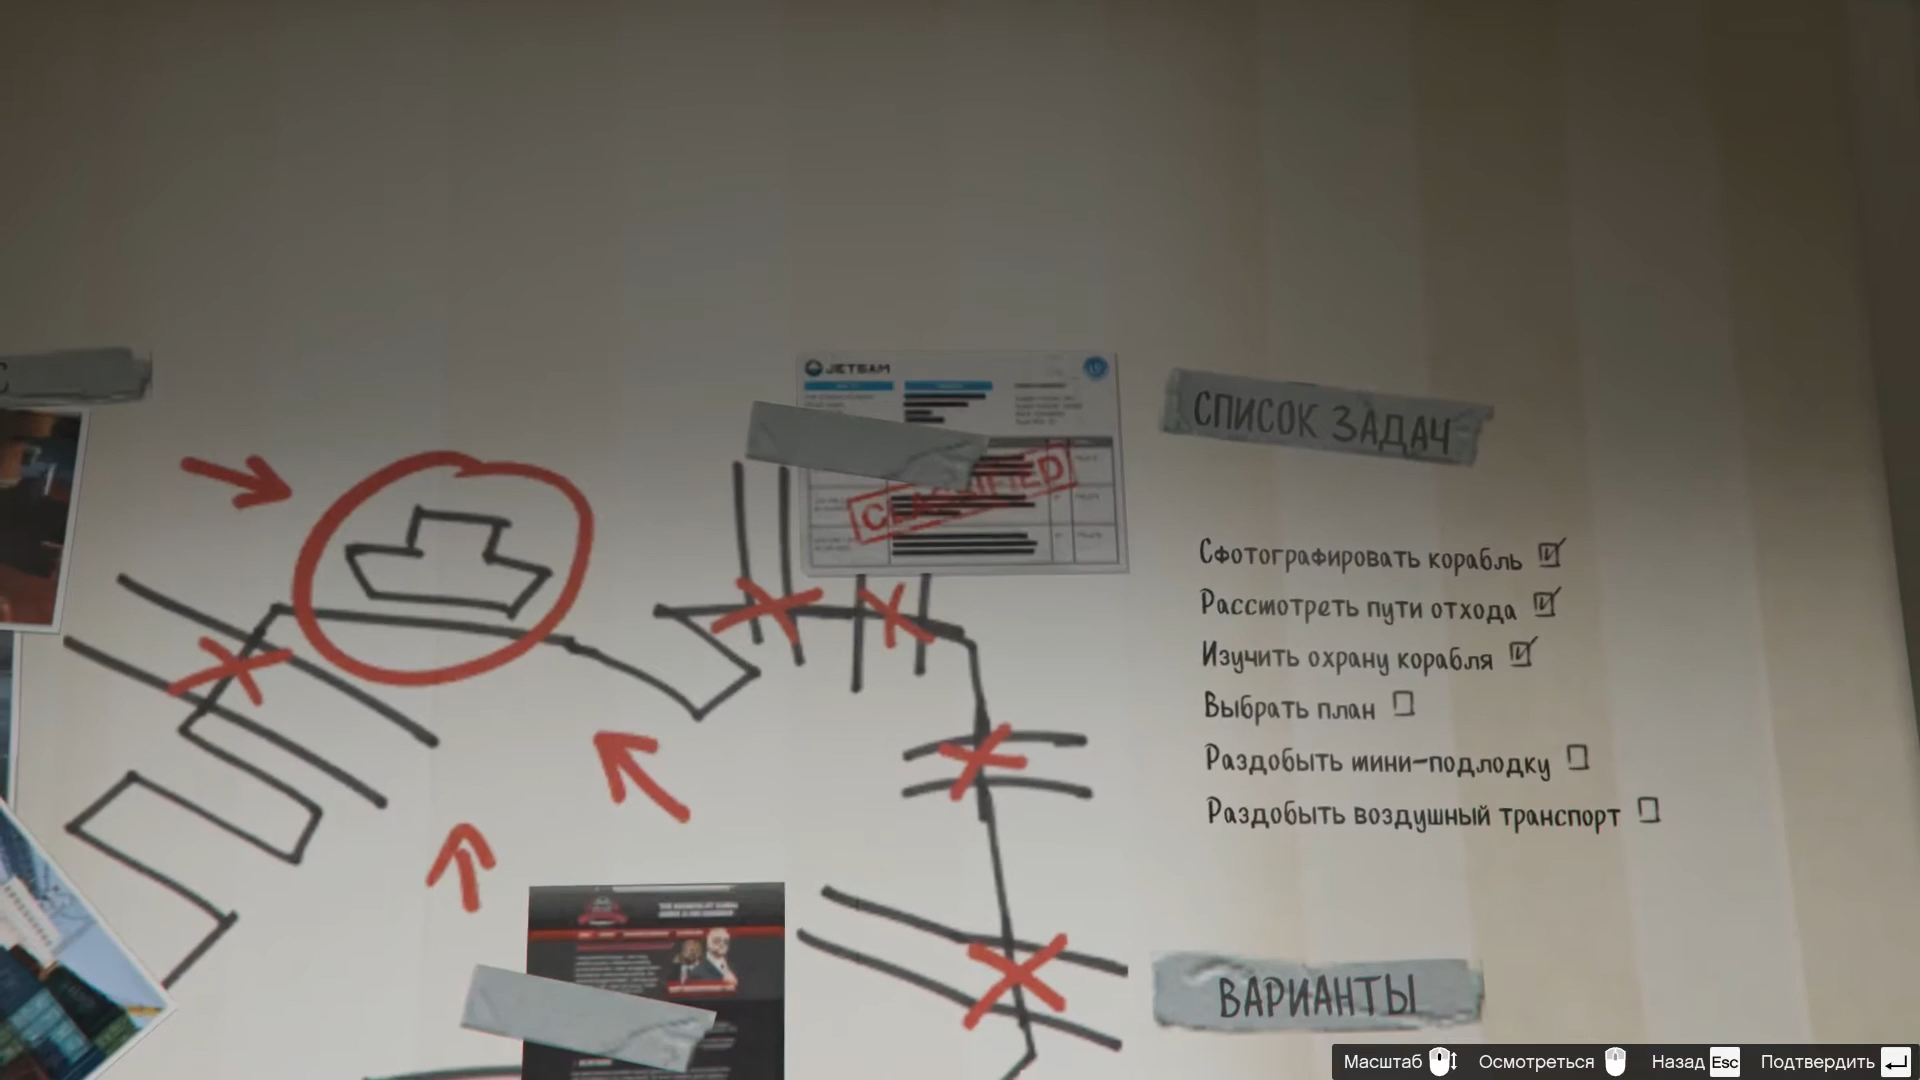 JETSAM
CLASSIFIED
СПИСОК ЗАДАЧ
Сфотографировать корабль
Рассмотреть пути отхода
Изучить охрану корабля
Выбрать план
Раздобыть мини-подлодку
Раздобыть воздушный транспорт
ВАРИАНТЫ
Масштаб Осмотреться Назад Esc Подтвердить